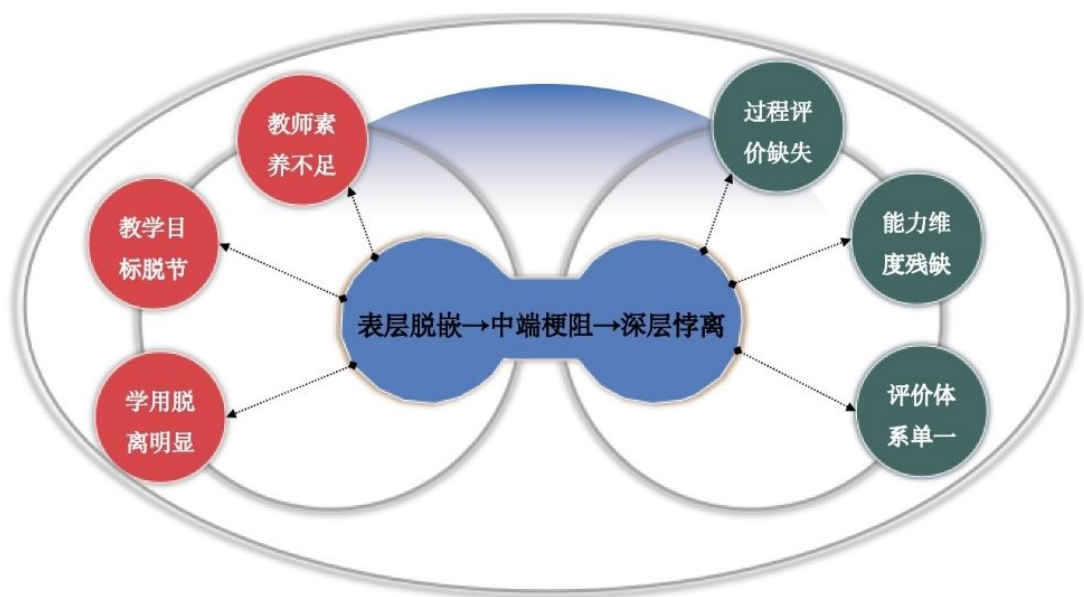 教师素
养不足
教学目
标脱节
学用脱
离明显
表层脱嵌→中端梗阻→深层悖离
过程评
价缺失
能力维
度残缺
评价体
系单一